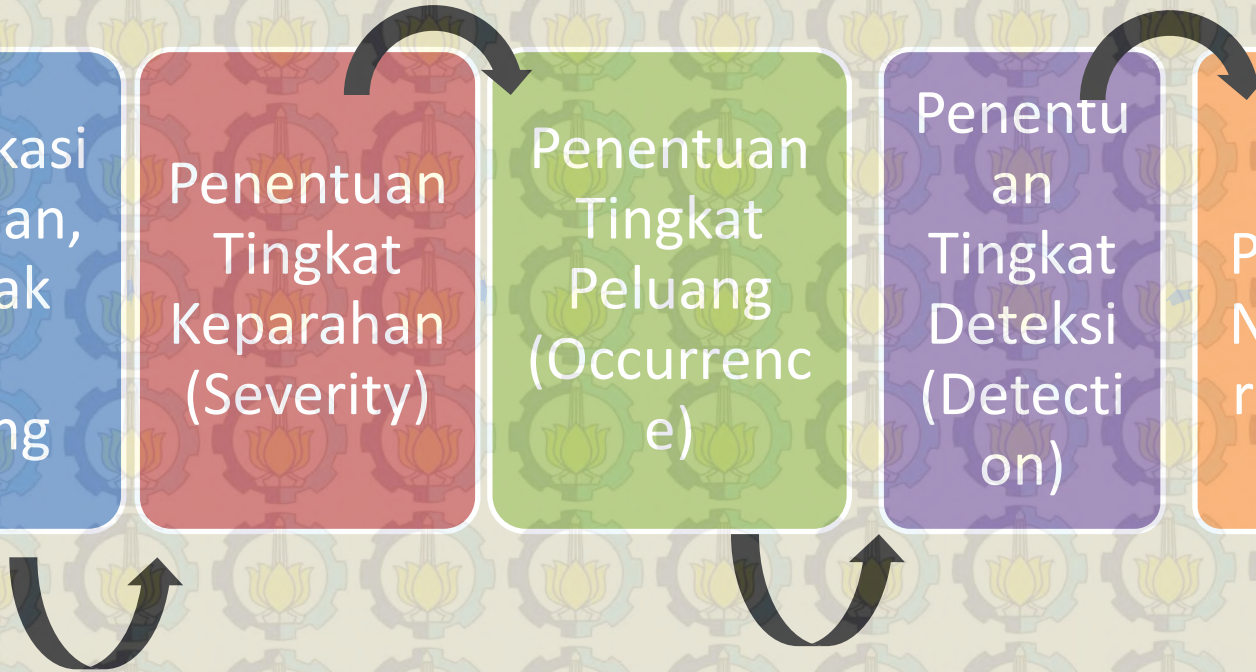 kasi
an,
ak
ng
Penentuan
Tingkat
Keparahan
(Severity)
Penentuan
Tingkat
Peluang
(Occurrenc
e)
Penentu
an
Tingkat
Deteksi
(Detecti
on)
P
N
r